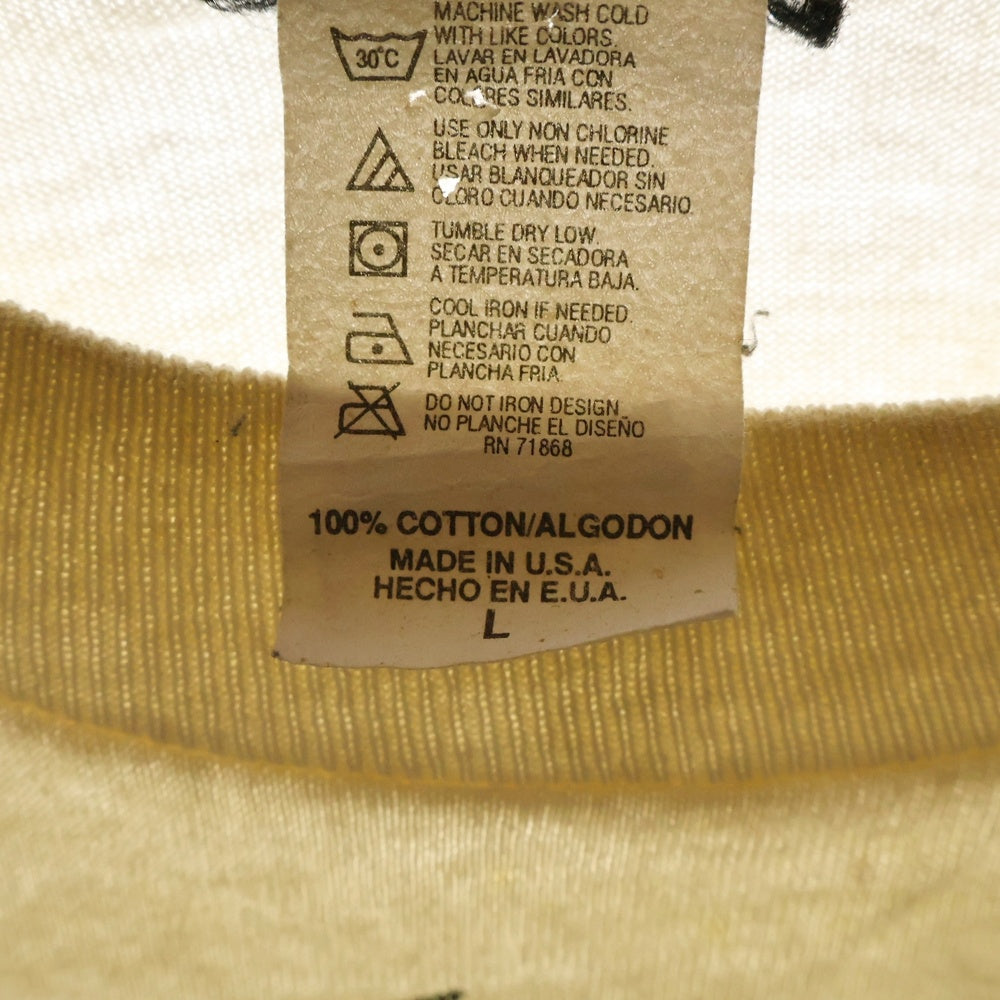 MACHINE WASH COLD
30°C WITH LIKE COLORS.
LAVAR EN LAVADORA
EN AGUA FRIA CON
COLORES SIMILARES.
USE ONLY NON CHLORINE
BLEACH WHEN NEEDED.
USAR BLANQUEADOR SIN
CLORO CUANDO NECESARIO.
TUMBLE DRY LOW.
SECAR EN SECADORA
A TEMPERATURA BAJA.
COOL IRON IF NEEDED.
PLANCHAR CUANDO
NECESARIO CON
PLANCHA FRIA.
DO NOT IRON DESIGN
NO PLANCHE EL DISEÑO
RN 71868
100% COTTON/ALGODON
MADE IN U.S.A.
HECHO EN E.U.A.
L